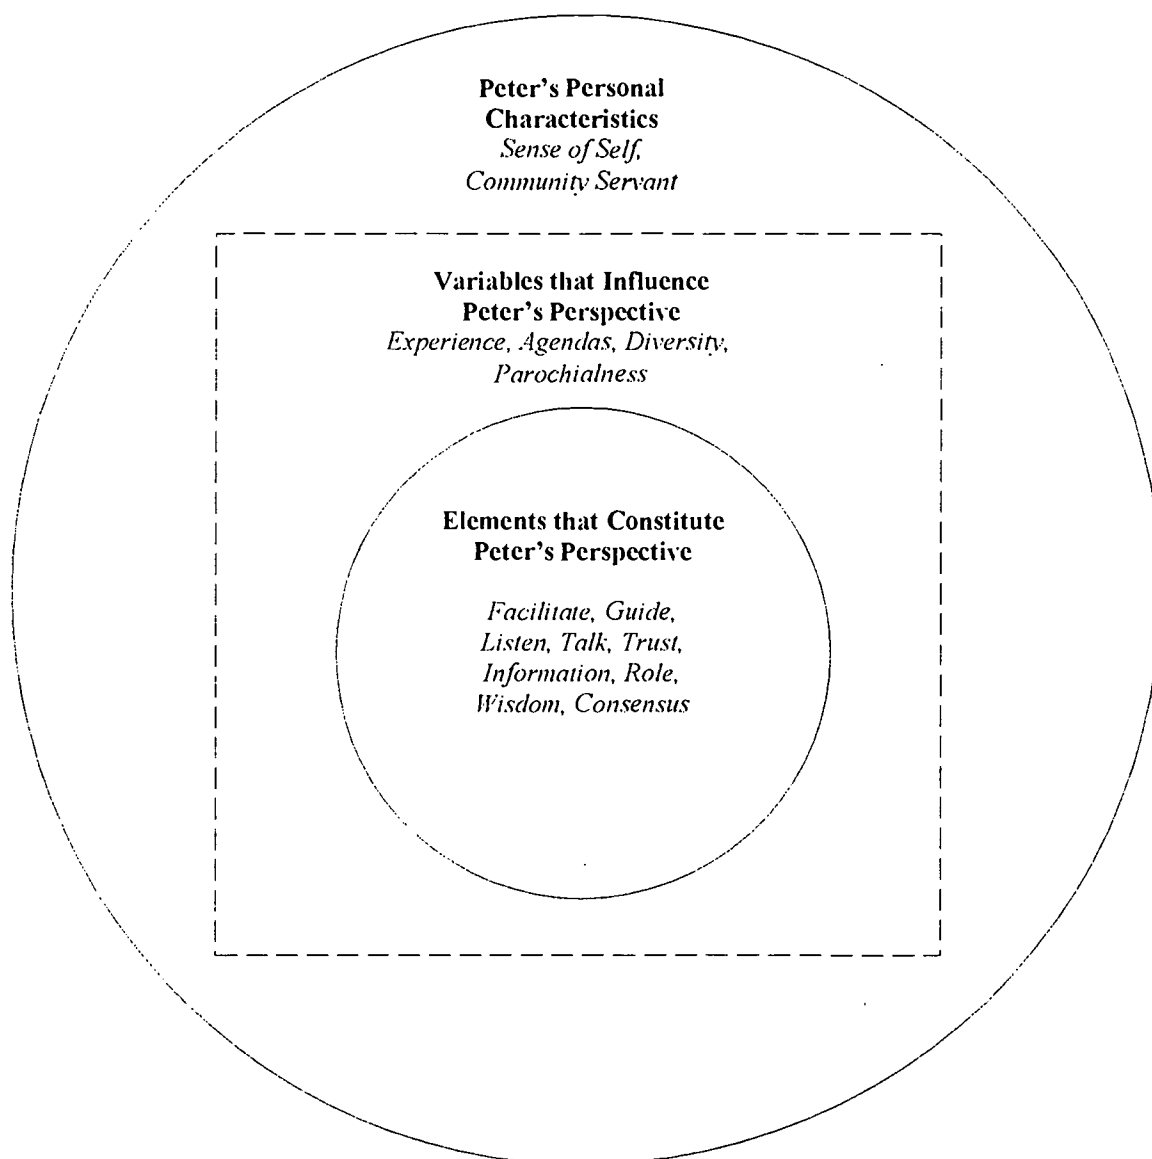 Peter's Personal
Characteristics
Sense of Self,
Community Servant
Variables that Influence
Peter's Perspective
Experience, Agendas, Diversity,
Parochialness
Elements that Constitute
Peter's Perspective
Facilitate, Guide,
Listen, Talk, Trust,
Information, Role,
Wisdom, Consensus